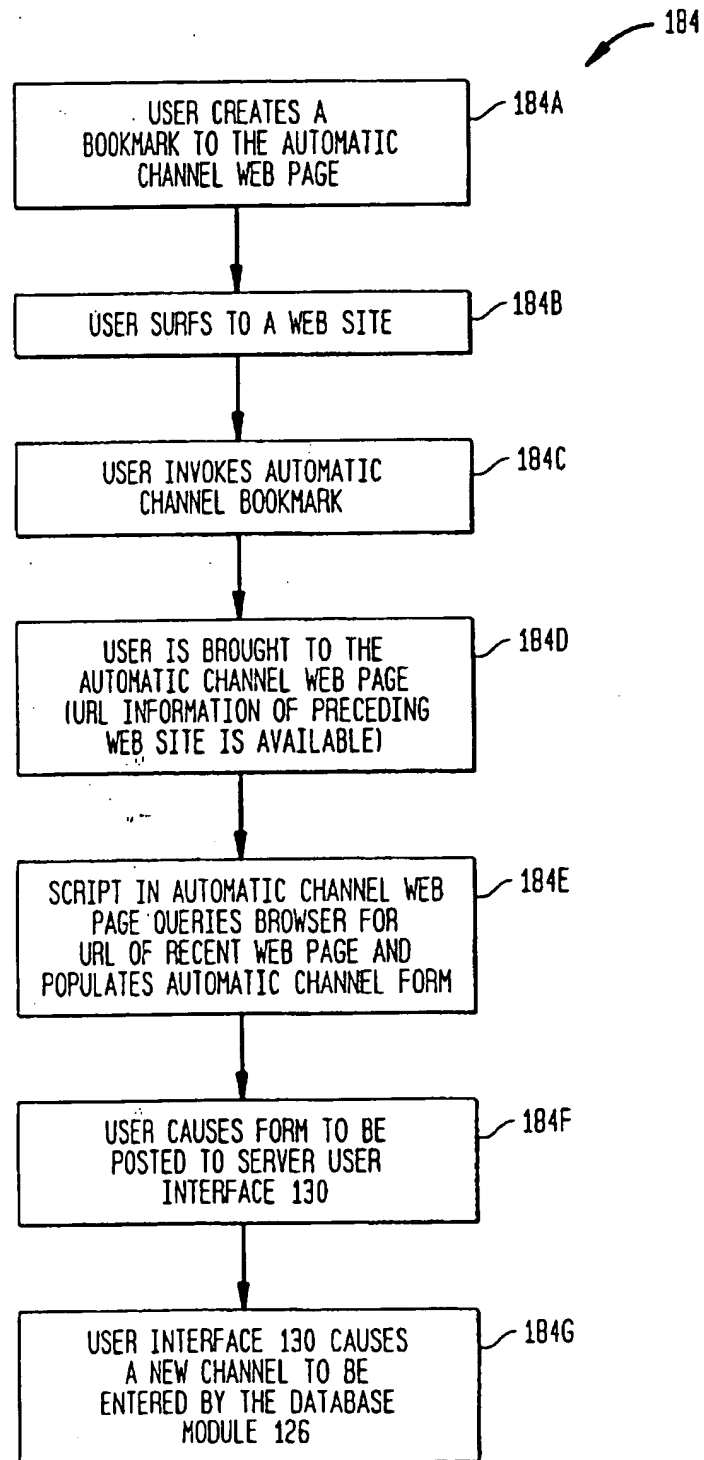 184
USER CREATES A
BOOKMARK TO THE AUTOMATIC
CHANNEL WEB PAGE
184A
USER SURFS TO A WEB SITE
184B
USER INVOKES AUTOMATIC
CHANNEL BOOKMARK
184C
USER IS BROUGHT TO THE
AUTOMATIC CHANNEL WEB PAGE
(URL INFORMATION OF PRECEDING
WEB SITE IS AVAILABLE)
184D
SCRIPT IN AUTOMATIC CHANNEL WEB
PAGE QUERIES BROWSER FOR
URL OF RECENT WEB PAGE AND
POPULATES AUTOMATIC CHANNEL FORM
184E
USER CAUSES FORM TO BE
POSTED TO SERVER USER
INTERFACE 130
184F
USER INTERFACE 130 CAUSES
A NEW CHANNEL TO BE
ENTERED BY THE DATABASE
MODULE 126
184G